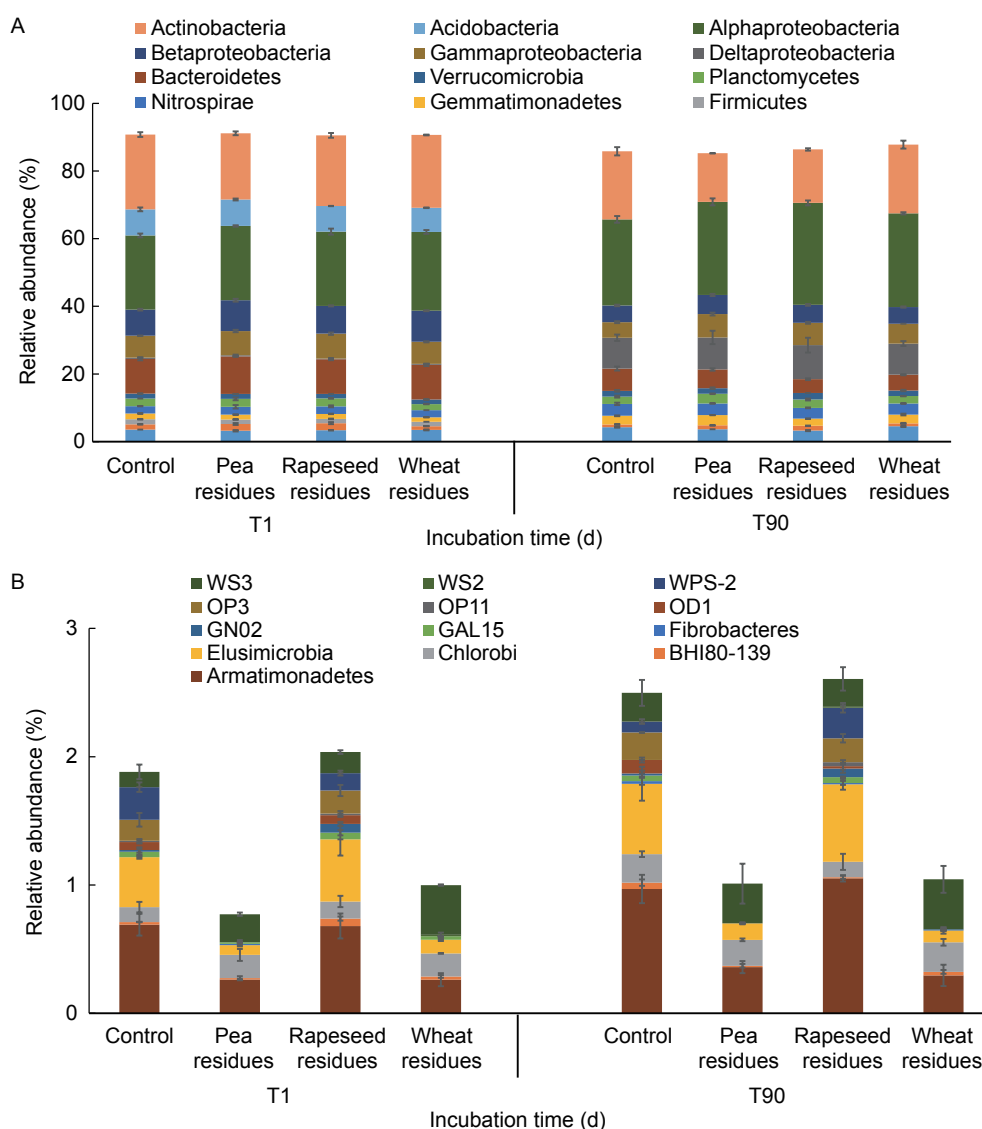 A
Actinobacteria Acidobacteria Alphaproteobacteria
Betaproteobacteria Gammaproteobacteria Deltaproteobacteria
Bacteroidetes Verrucomicrobia Planctomycetes
Nitrospirae Gemmatimonadetes Firmicutes
Relative abundance (%)
100
80
60
40
20
0
Control Pea residues Rapeseed residues Wheat residues Control Pea residues Rapeseed residues Wheat residues
T1 T90
Incubation time (d)
B
WS3 WS2 WPS-2
OP3 OP11 OD1
GN02 GAL15 Fibrobacteres
Elusimicrobia Chlorobi BHI80-139
Armatimonadetes
Relative abundance (%)
3
2
1
0
Control Pea residues Rapeseed residues Wheat residues Control Pea residues Rapeseed residues Wheat residues
T1 T90
Incubation time (d)